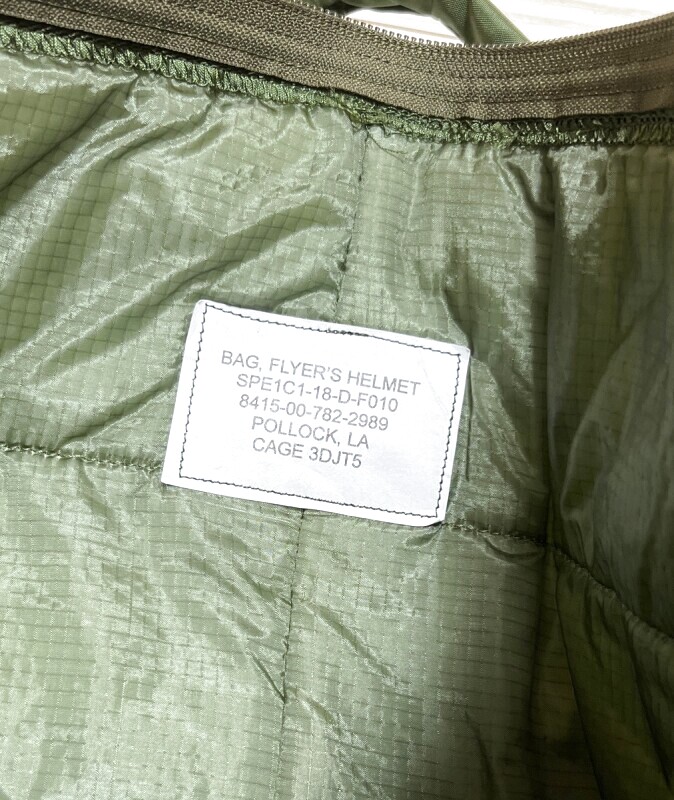 BAG, FLYER'S HELMET
SPE1C1-18-D-F010
8415-00-782-2989
POLLOCK, LA
CAGE 3DJT5